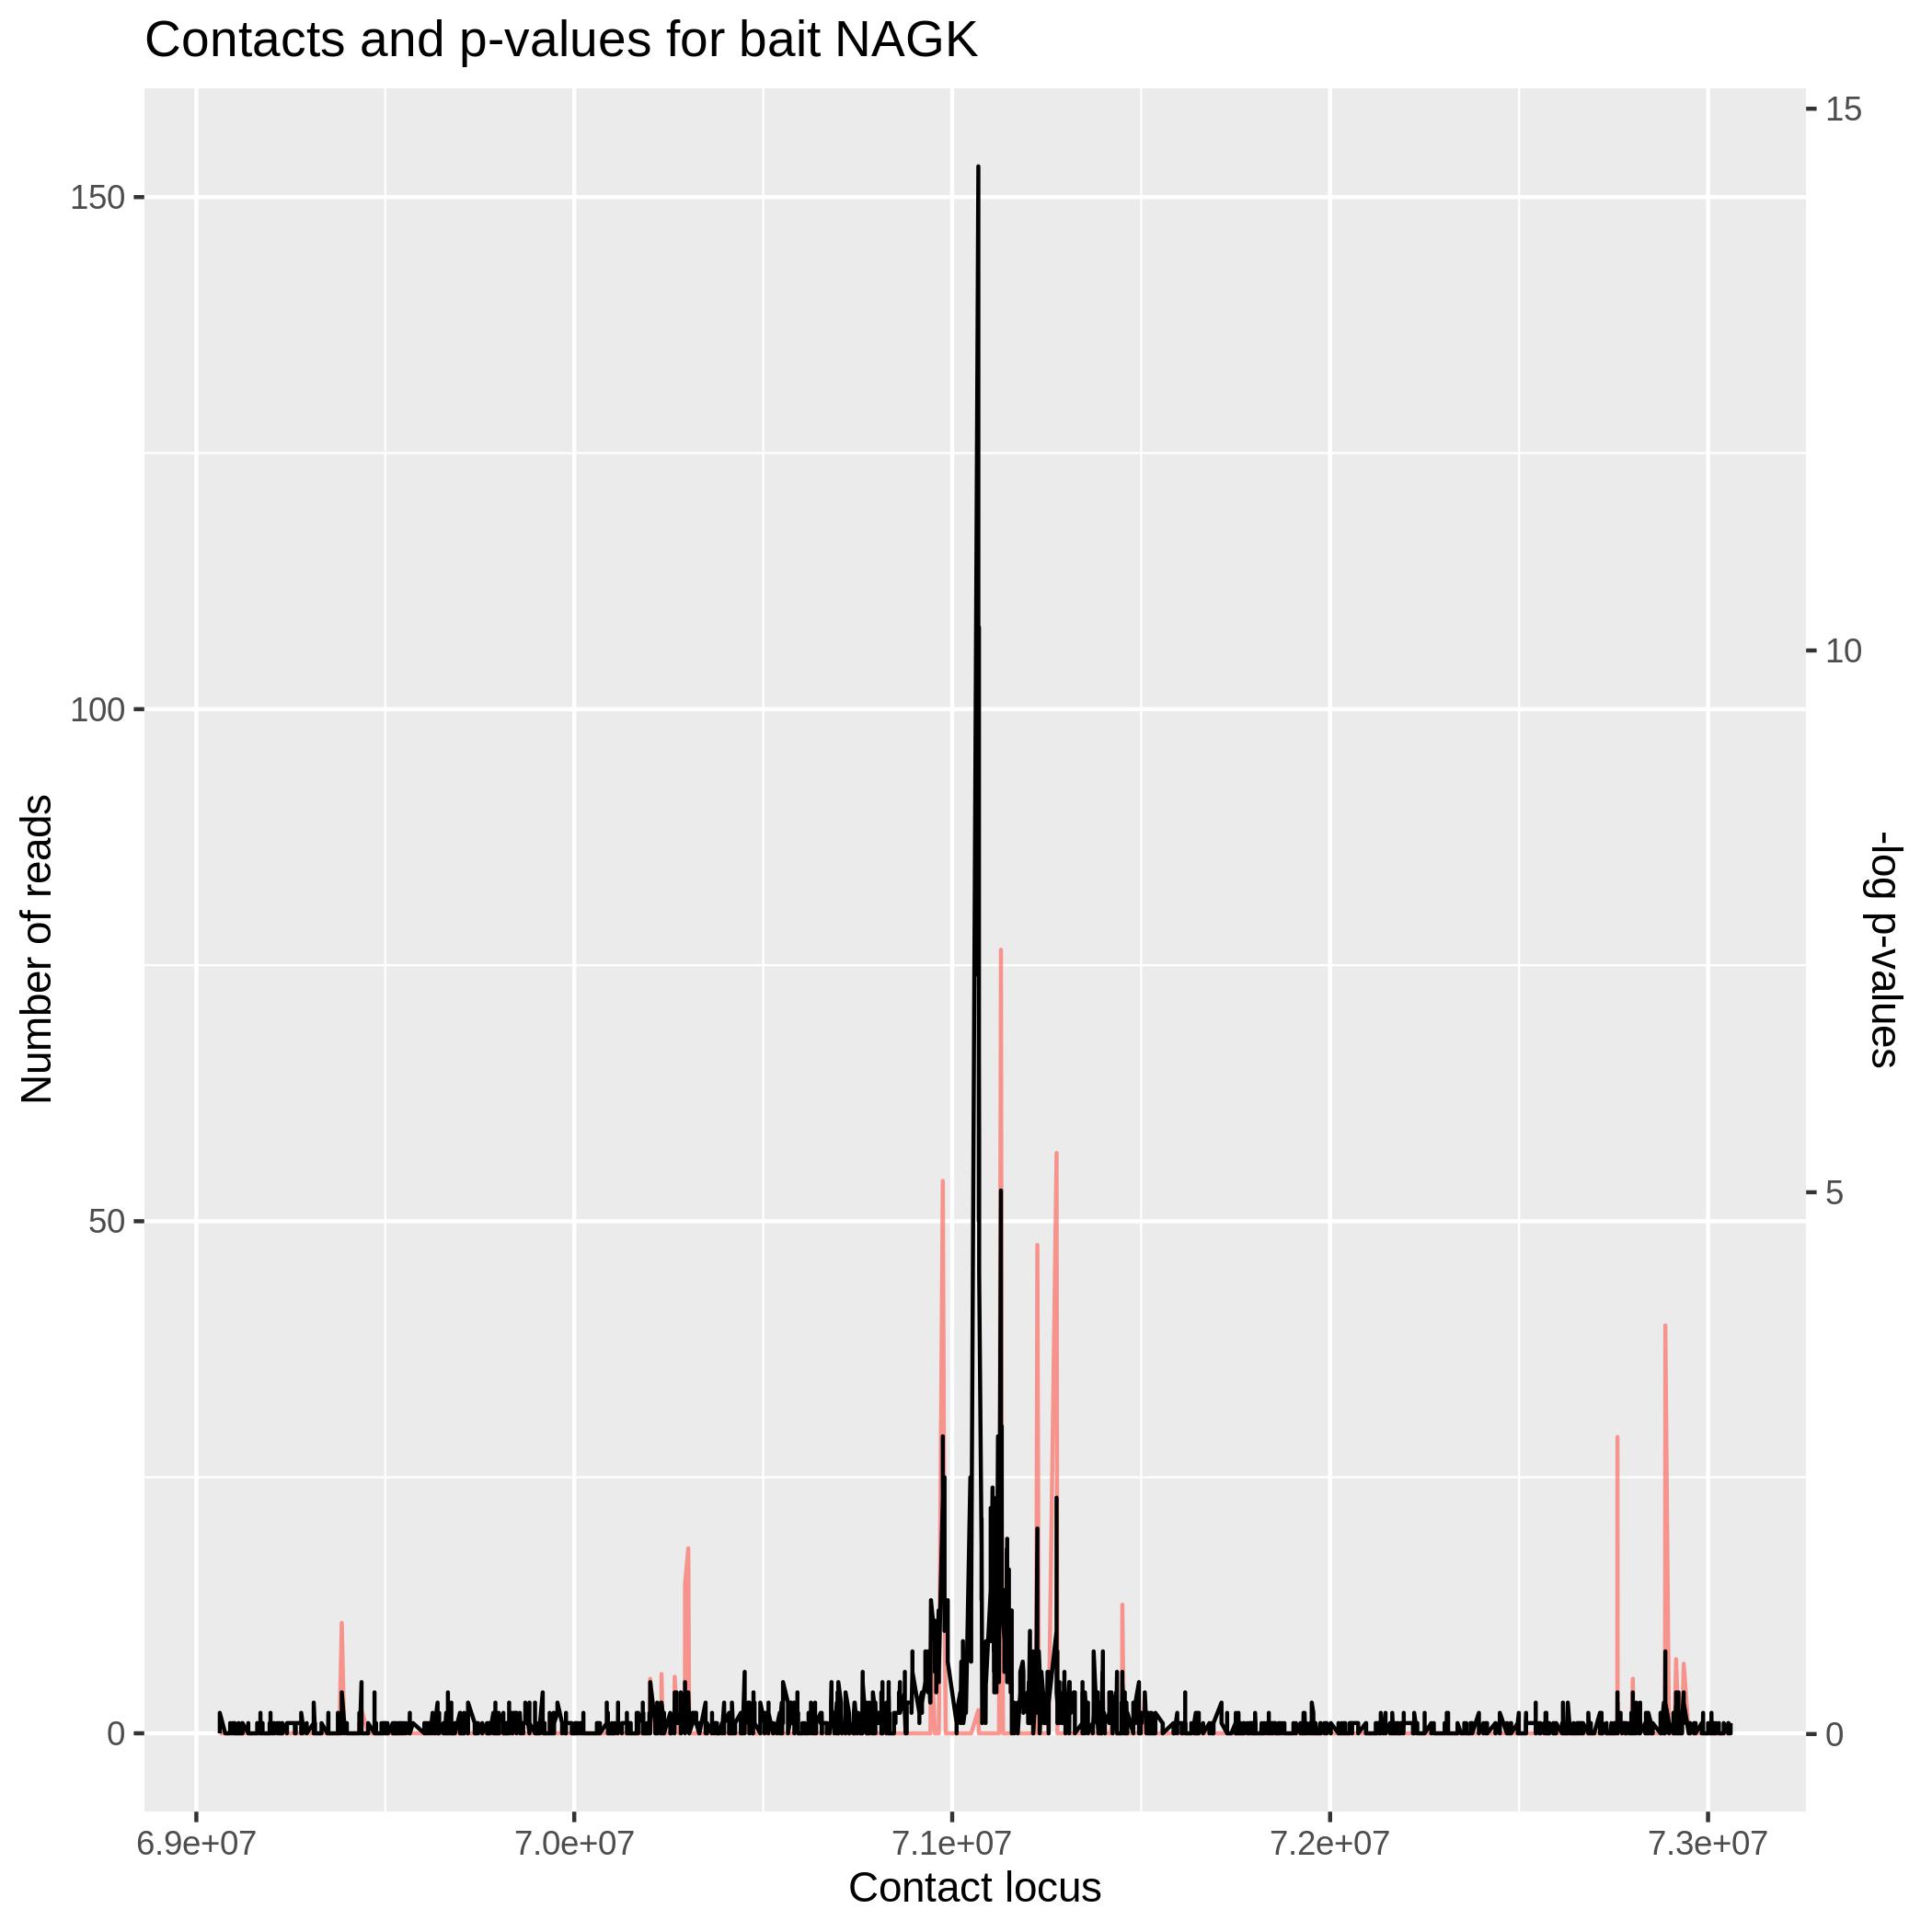 Contacts and p-values for bait NAGK
15
150
10
100
Number of reads
-log p-values
5
50
0
0
6.9e+07
7.0e+07
7.1e+07
7.2e+07
7.3e+07
Contact locus